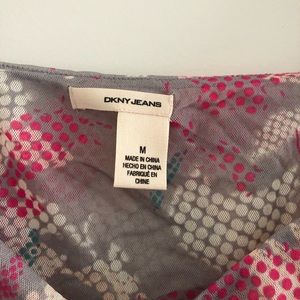 DKNY JEANS
M
MADE IN CHINA
HECHO EN CHINA
FABRIQUÉ EN
CHINE